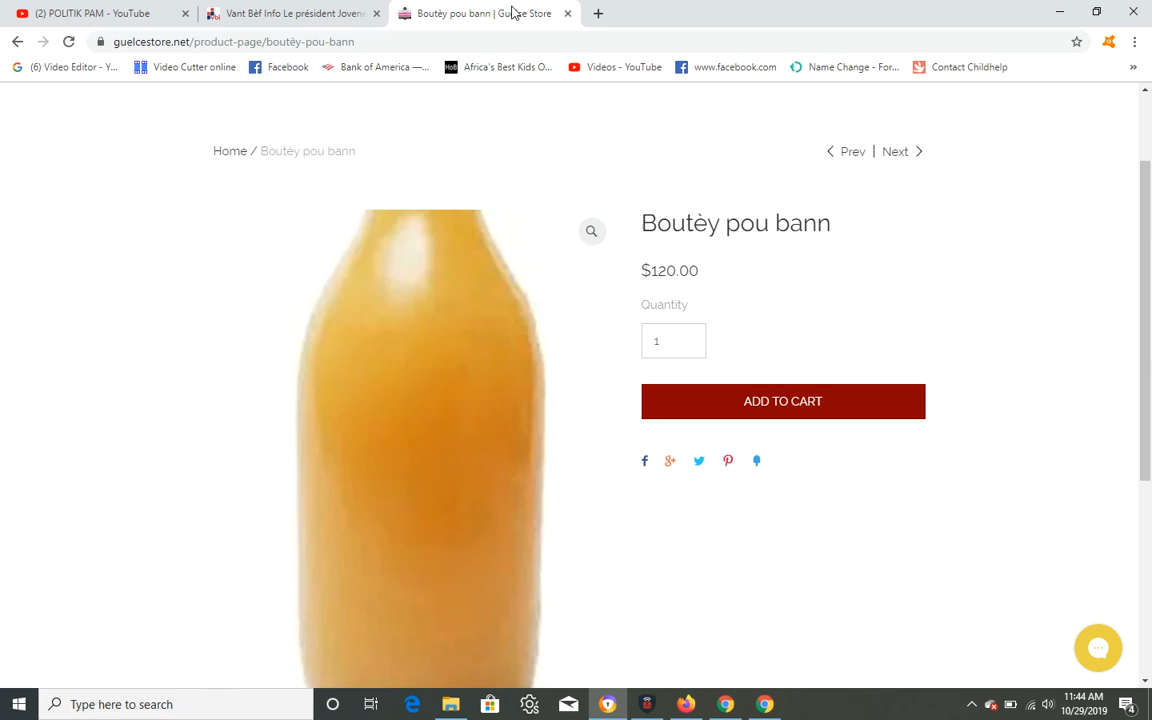 (2) POLITIK PAM - YouTube
Vant Bèf Info Le président Jovene
Boutèy pou bann | Guelce Store
guelcestore.net/product-page/boutèy-pou-bann
(6) Video Editor - Y...
Video Cutter online
Facebook
Bank of America —...
HoB
Africa's Best Kids O...
Videos - YouTube
www.facebook.com
Name Change - For...
Contact Childhelp
Home / Boutèy pou bann
Prev | Next
Boutèy pou bann
$120.00
Quantity
1
ADD TO CART
Type here to search
11:44 AM
10/29/2019
4